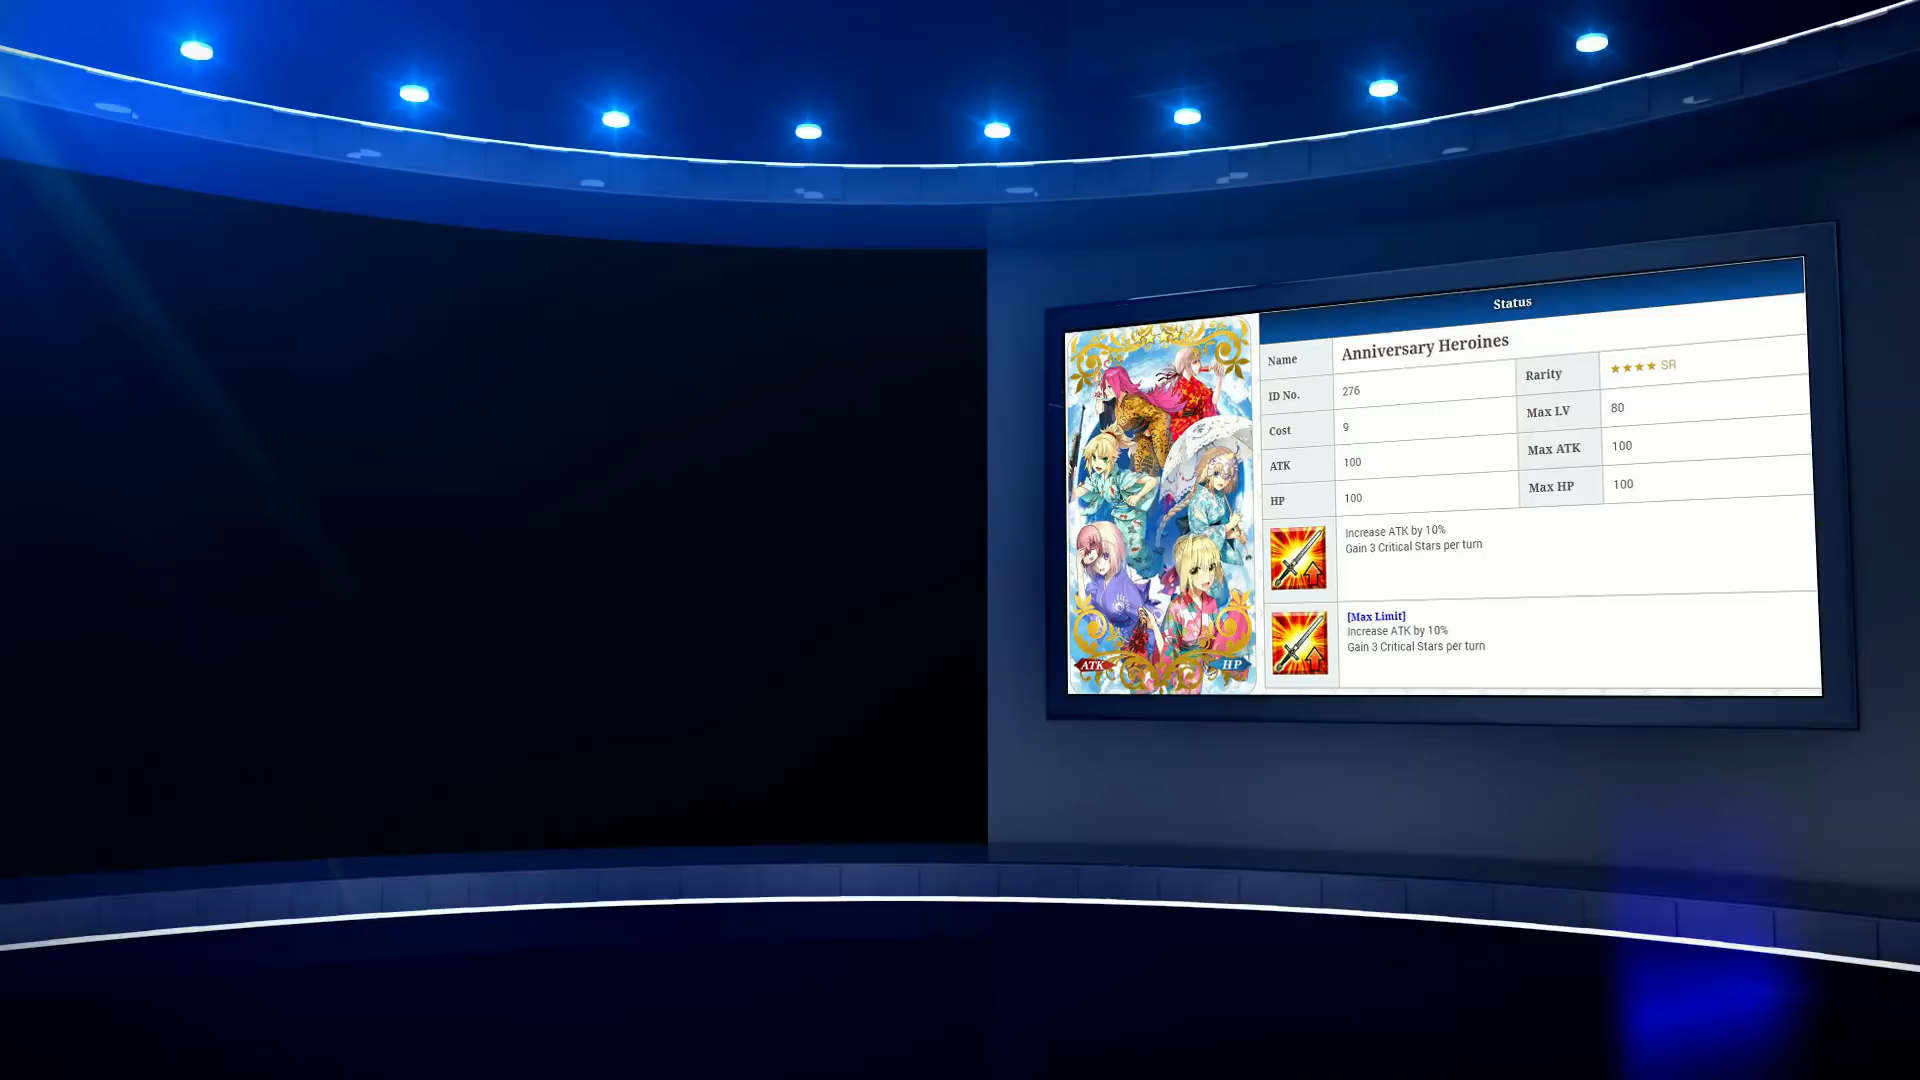 Status
Name Anniversary Heroines
ID No. 276 Rarity ★★★★ SR
Cost 9 Max LV 80
ATK 100 Max ATK 100
HP 100 Max HP 100
Increase ATK by 10%
Gain 3 Critical Stars per turn
[Max Limit]
Increase ATK by 10%
Gain 3 Critical Stars per turn
ATK HP